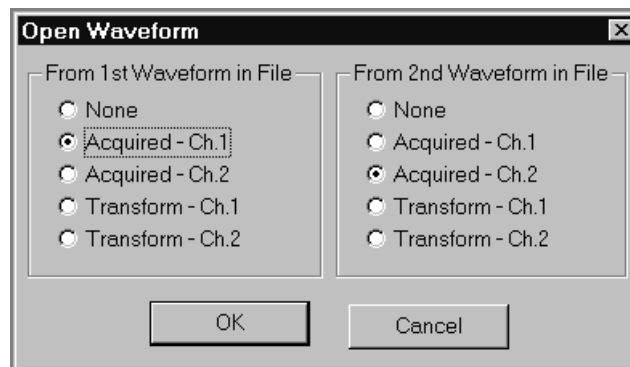 Open Waveform
From 1st Waveform in File
None
Acquired - Ch.1
Acquired - Ch.2
Transform - Ch.1
Transform - Ch.2
From 2nd Waveform in File
None
Acquired - Ch.1
Acquired - Ch.2
Transform - Ch.1
Transform - Ch.2
OK
Cancel